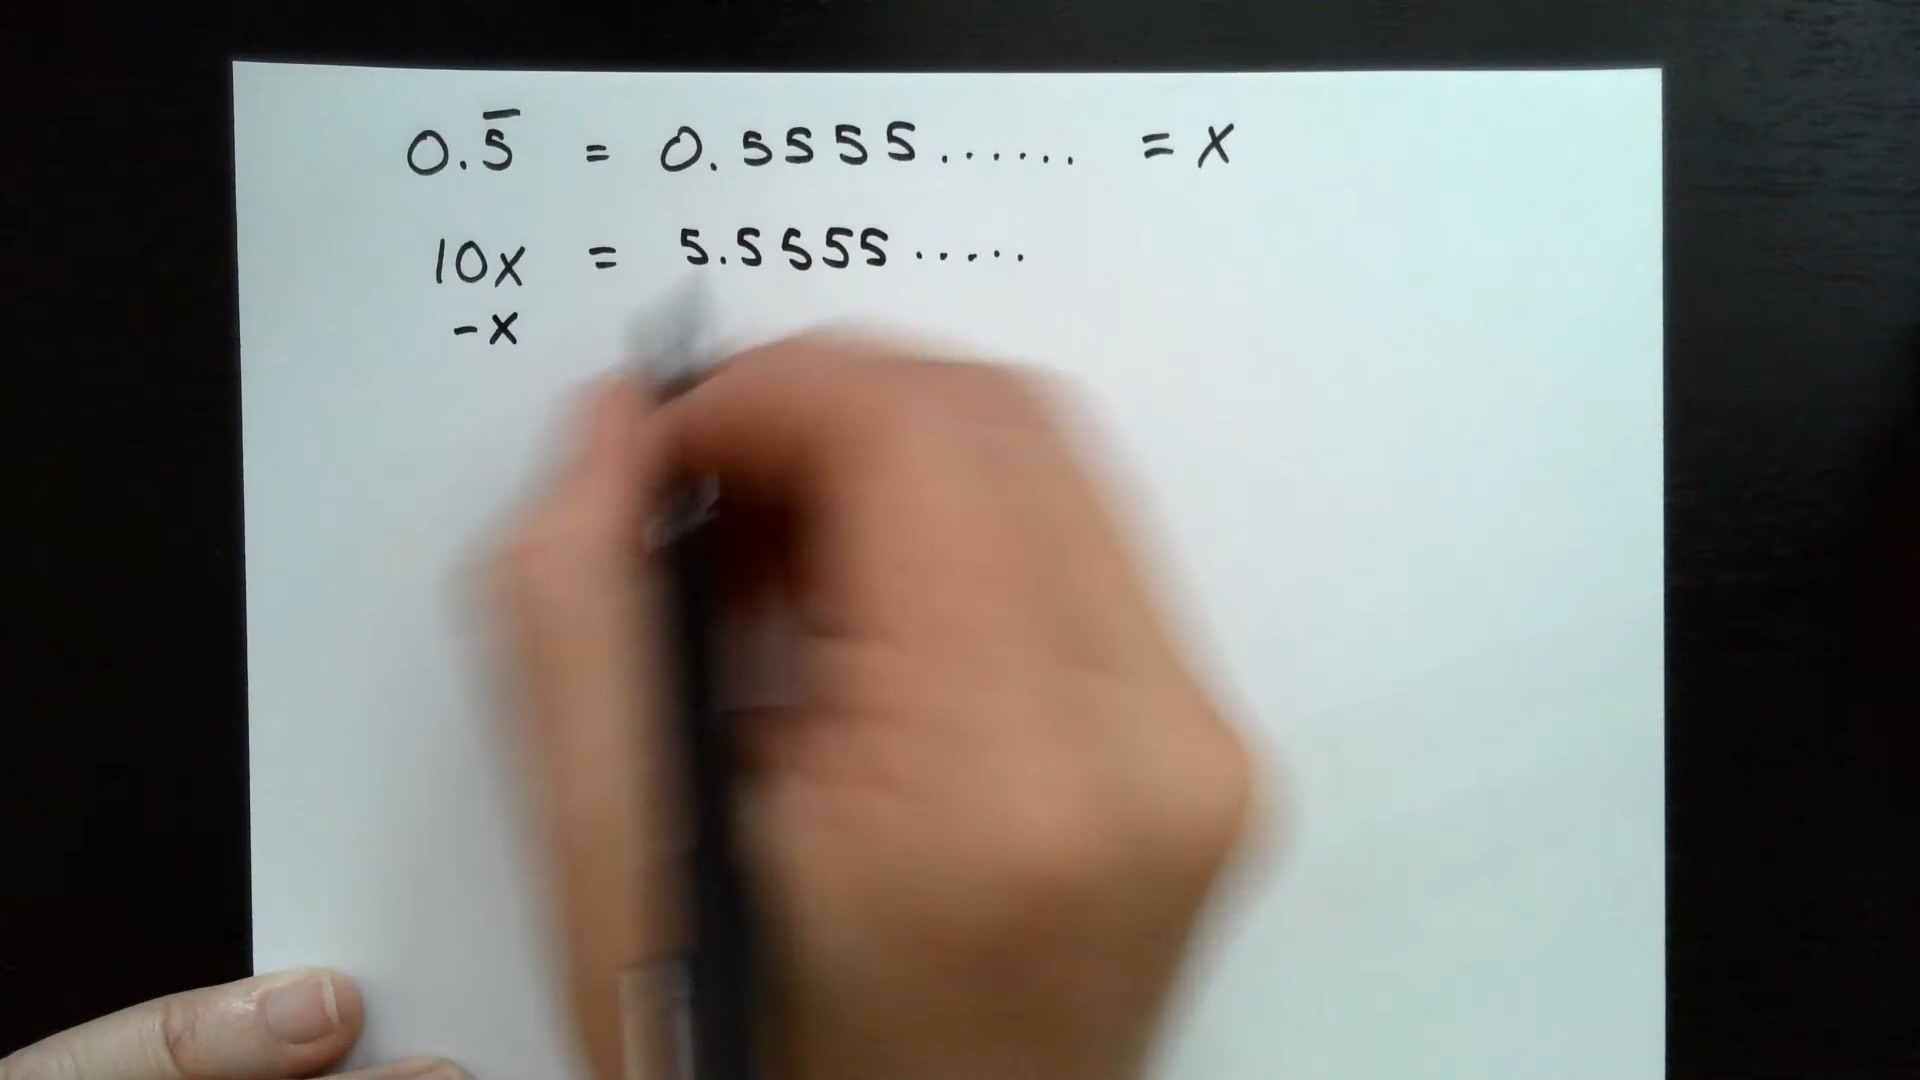 0.5̅ = 0.5555...... = x
10x = 5.5555.....
-x